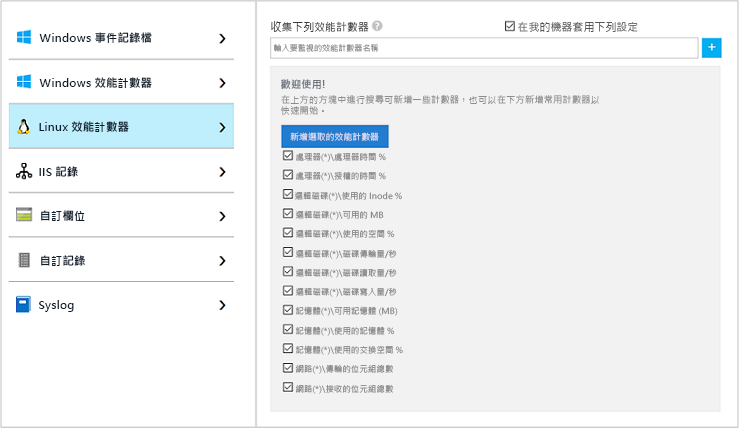 Windows 事件記錄檔
Windows 效能計數器
Linux 效能計數器
IIS 記錄
自訂欄位
自訂記錄
Syslog
收集下列效能計數器 ?
在我的機器套用下列設定
輸入要監視的效能計數器名稱
+
歡迎使用!
在上方的方塊中進行搜尋可新增一些計數器，也可以在下方新增常用計數器以
快速開始。
新增選取的效能計數器
處理器(*)\處理器時間 %
處理器(*)\授權的時間 %
邏輯磁碟(*)\使用的 Inode %
邏輯磁碟(*)\可用的 MB
邏輯磁碟(*)\使用的空間 %
邏輯磁碟(*)\磁碟傳輸量/秒
邏輯磁碟(*)\磁碟讀取量/秒
邏輯磁碟(*)\磁碟寫入量/秒
記憶體(*)\可用記憶體 (MB)
記憶體(*)\使用的記憶體 %
記憶體(*)\使用的交換空間 %
網路(*)\傳輸的位元組總數
網路(*)\接收的位元組總數